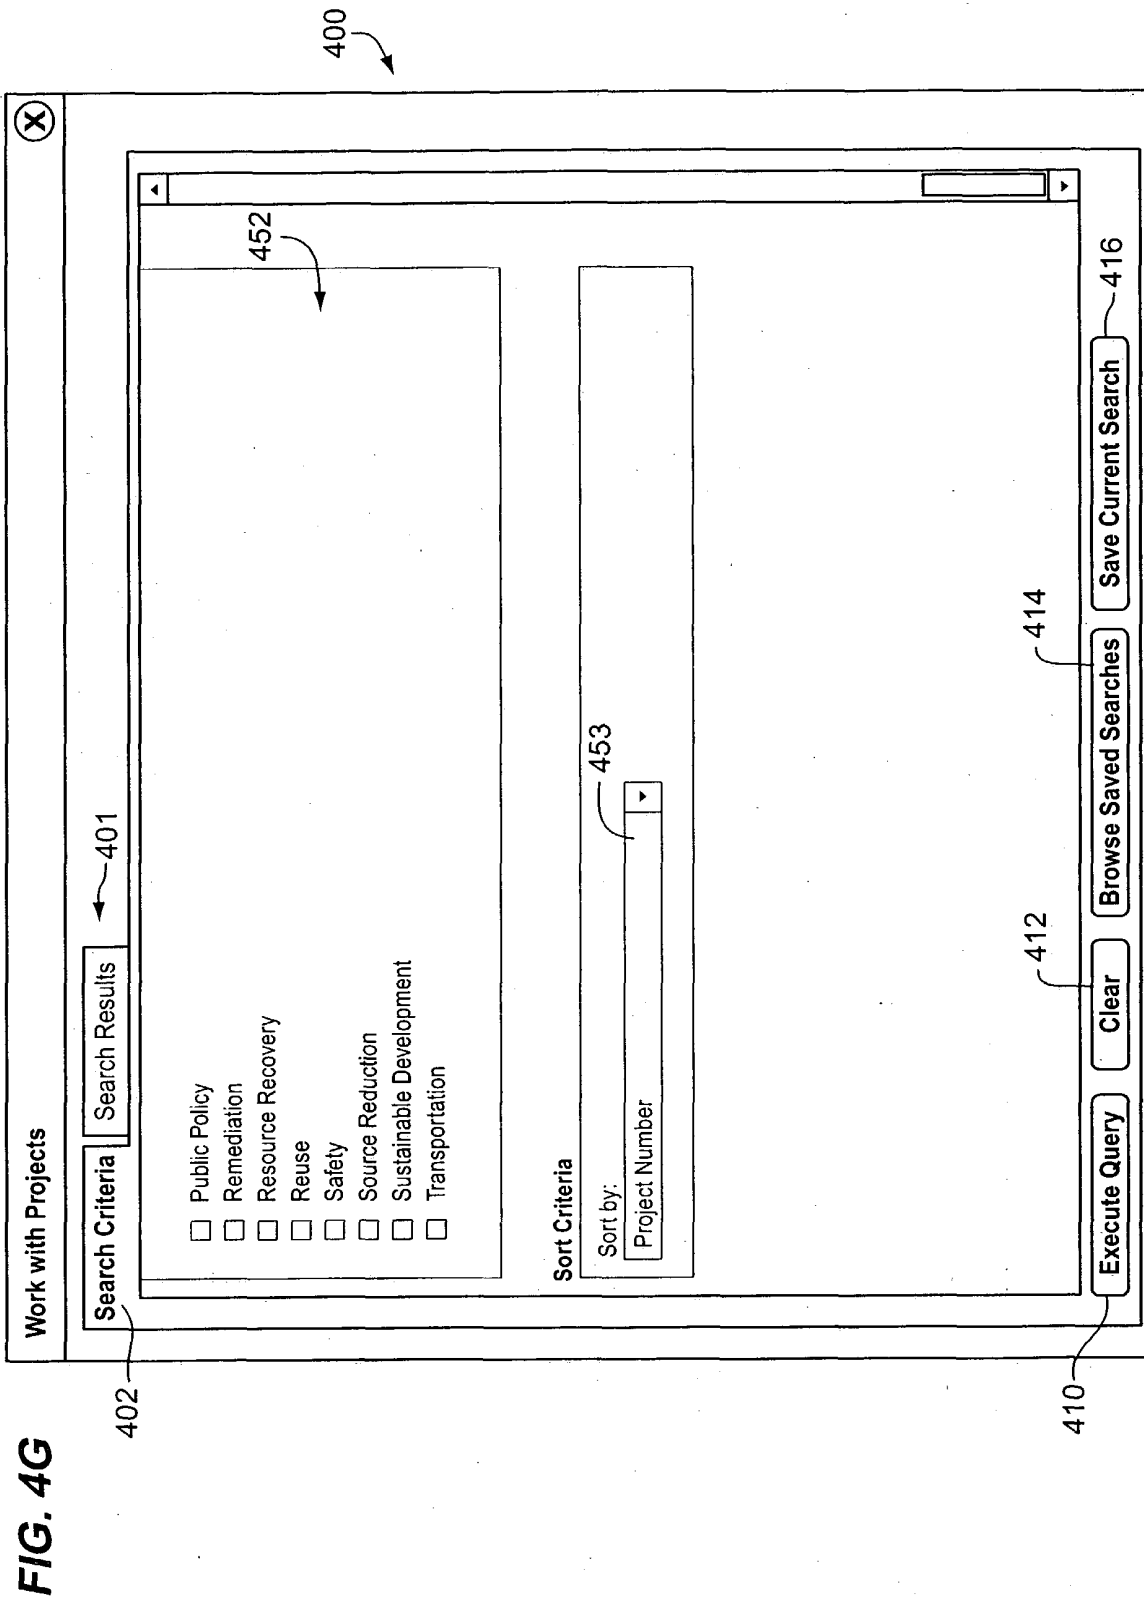 FIG. 4G
400
Work with Projects
X
402
Search Criteria
Search Results
401
452
Public Policy
Remediation
Resource Recovery
Reuse
Safety
Source Reduction
Sustainable Development
Transportation
Sort Criteria
Sort by:
453
Project Number
410
412
414
416
Execute Query
Clear
Browse Saved Searches
Save Current Search